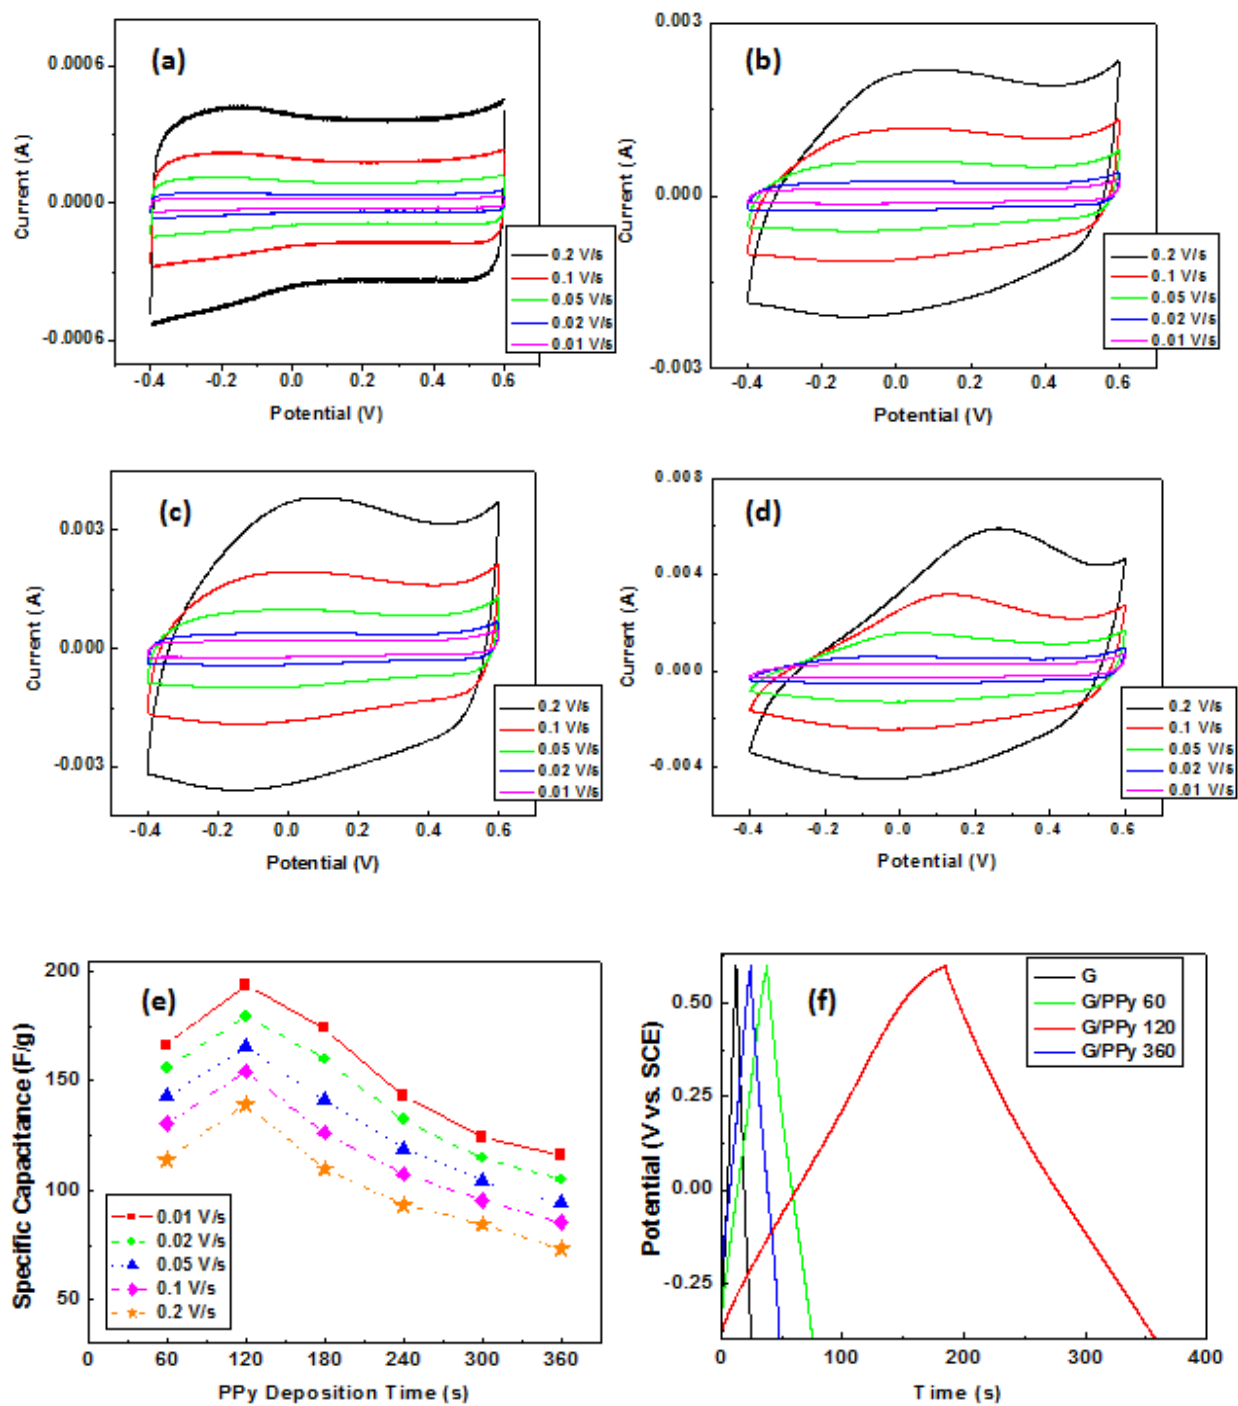 (a)
Current (A)
0.0006
0.0000
-0.0006
-0.4 -0.2 0.0 0.2 0.4 0.6
Potential (V)
0.2 V/s
0.1 V/s
0.05 V/s
0.02 V/s
0.01 V/s
(b)
Current (A)
0.003
0.000
-0.003
-0.4 -0.2 0.0 0.2 0.4 0.6
Potential (V)
0.2 V/s
0.1 V/s
0.05 V/s
0.02 V/s
0.01 V/s
(c)
Current (A)
0.003
0.000
-0.003
-0.4 -0.2 0.0 0.2 0.4 0.6
Potential (V)
0.2 V/s
0.1 V/s
0.05 V/s
0.02 V/s
0.01 V/s
(d)
Current (A)
0.008
0.004
0.000
-0.004
-0.4 -0.2 0.0 0.2 0.4 0.6
Potential (V)
0.2 V/s
0.1 V/s
0.05 V/s
0.02 V/s
0.01 V/s
(e)
Specific Capacitance (F/g)
200
150
100
50
0 60 120 180 240 300 360
PPy Deposition Time (s)
0.01 V/s
0.02 V/s
0.05 V/s
0.1 V/s
0.2 V/s
(f)
Potential (V vs. SCE)
0.50
0.25
0.00
-0.25
0 100 200 300 400
Time (s)
G
G/PPy 60
G/PPy 120
G/PPy 360